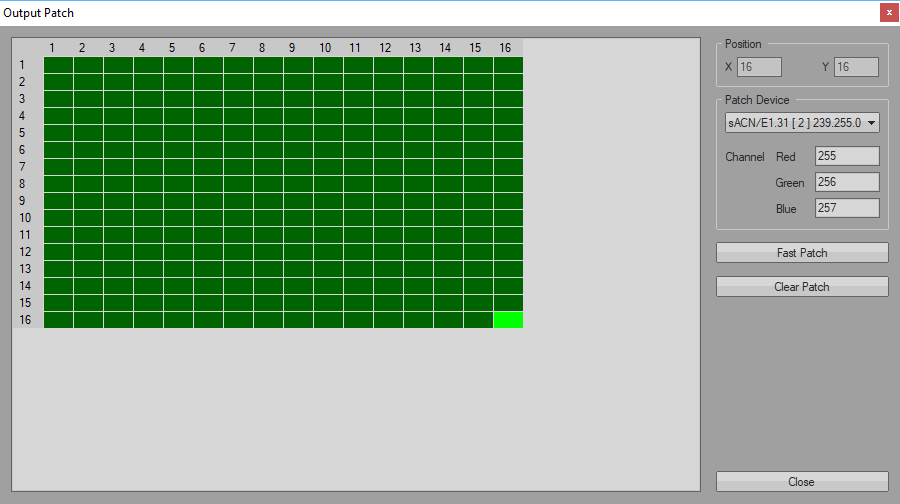 Output Patch
x
1 2 3 4 5 6 7 8 9 10 11 12 13 14 15 16
1
2
3
4
5
6
7
8
9
10
11
12
13
14
15
16
Position
X 16 Y 16
Patch Device
sACN/E1.31 [ 2 ] 239.255.0
Channel Red 255
Green 256
Blue 257
Fast Patch
Clear Patch
Close